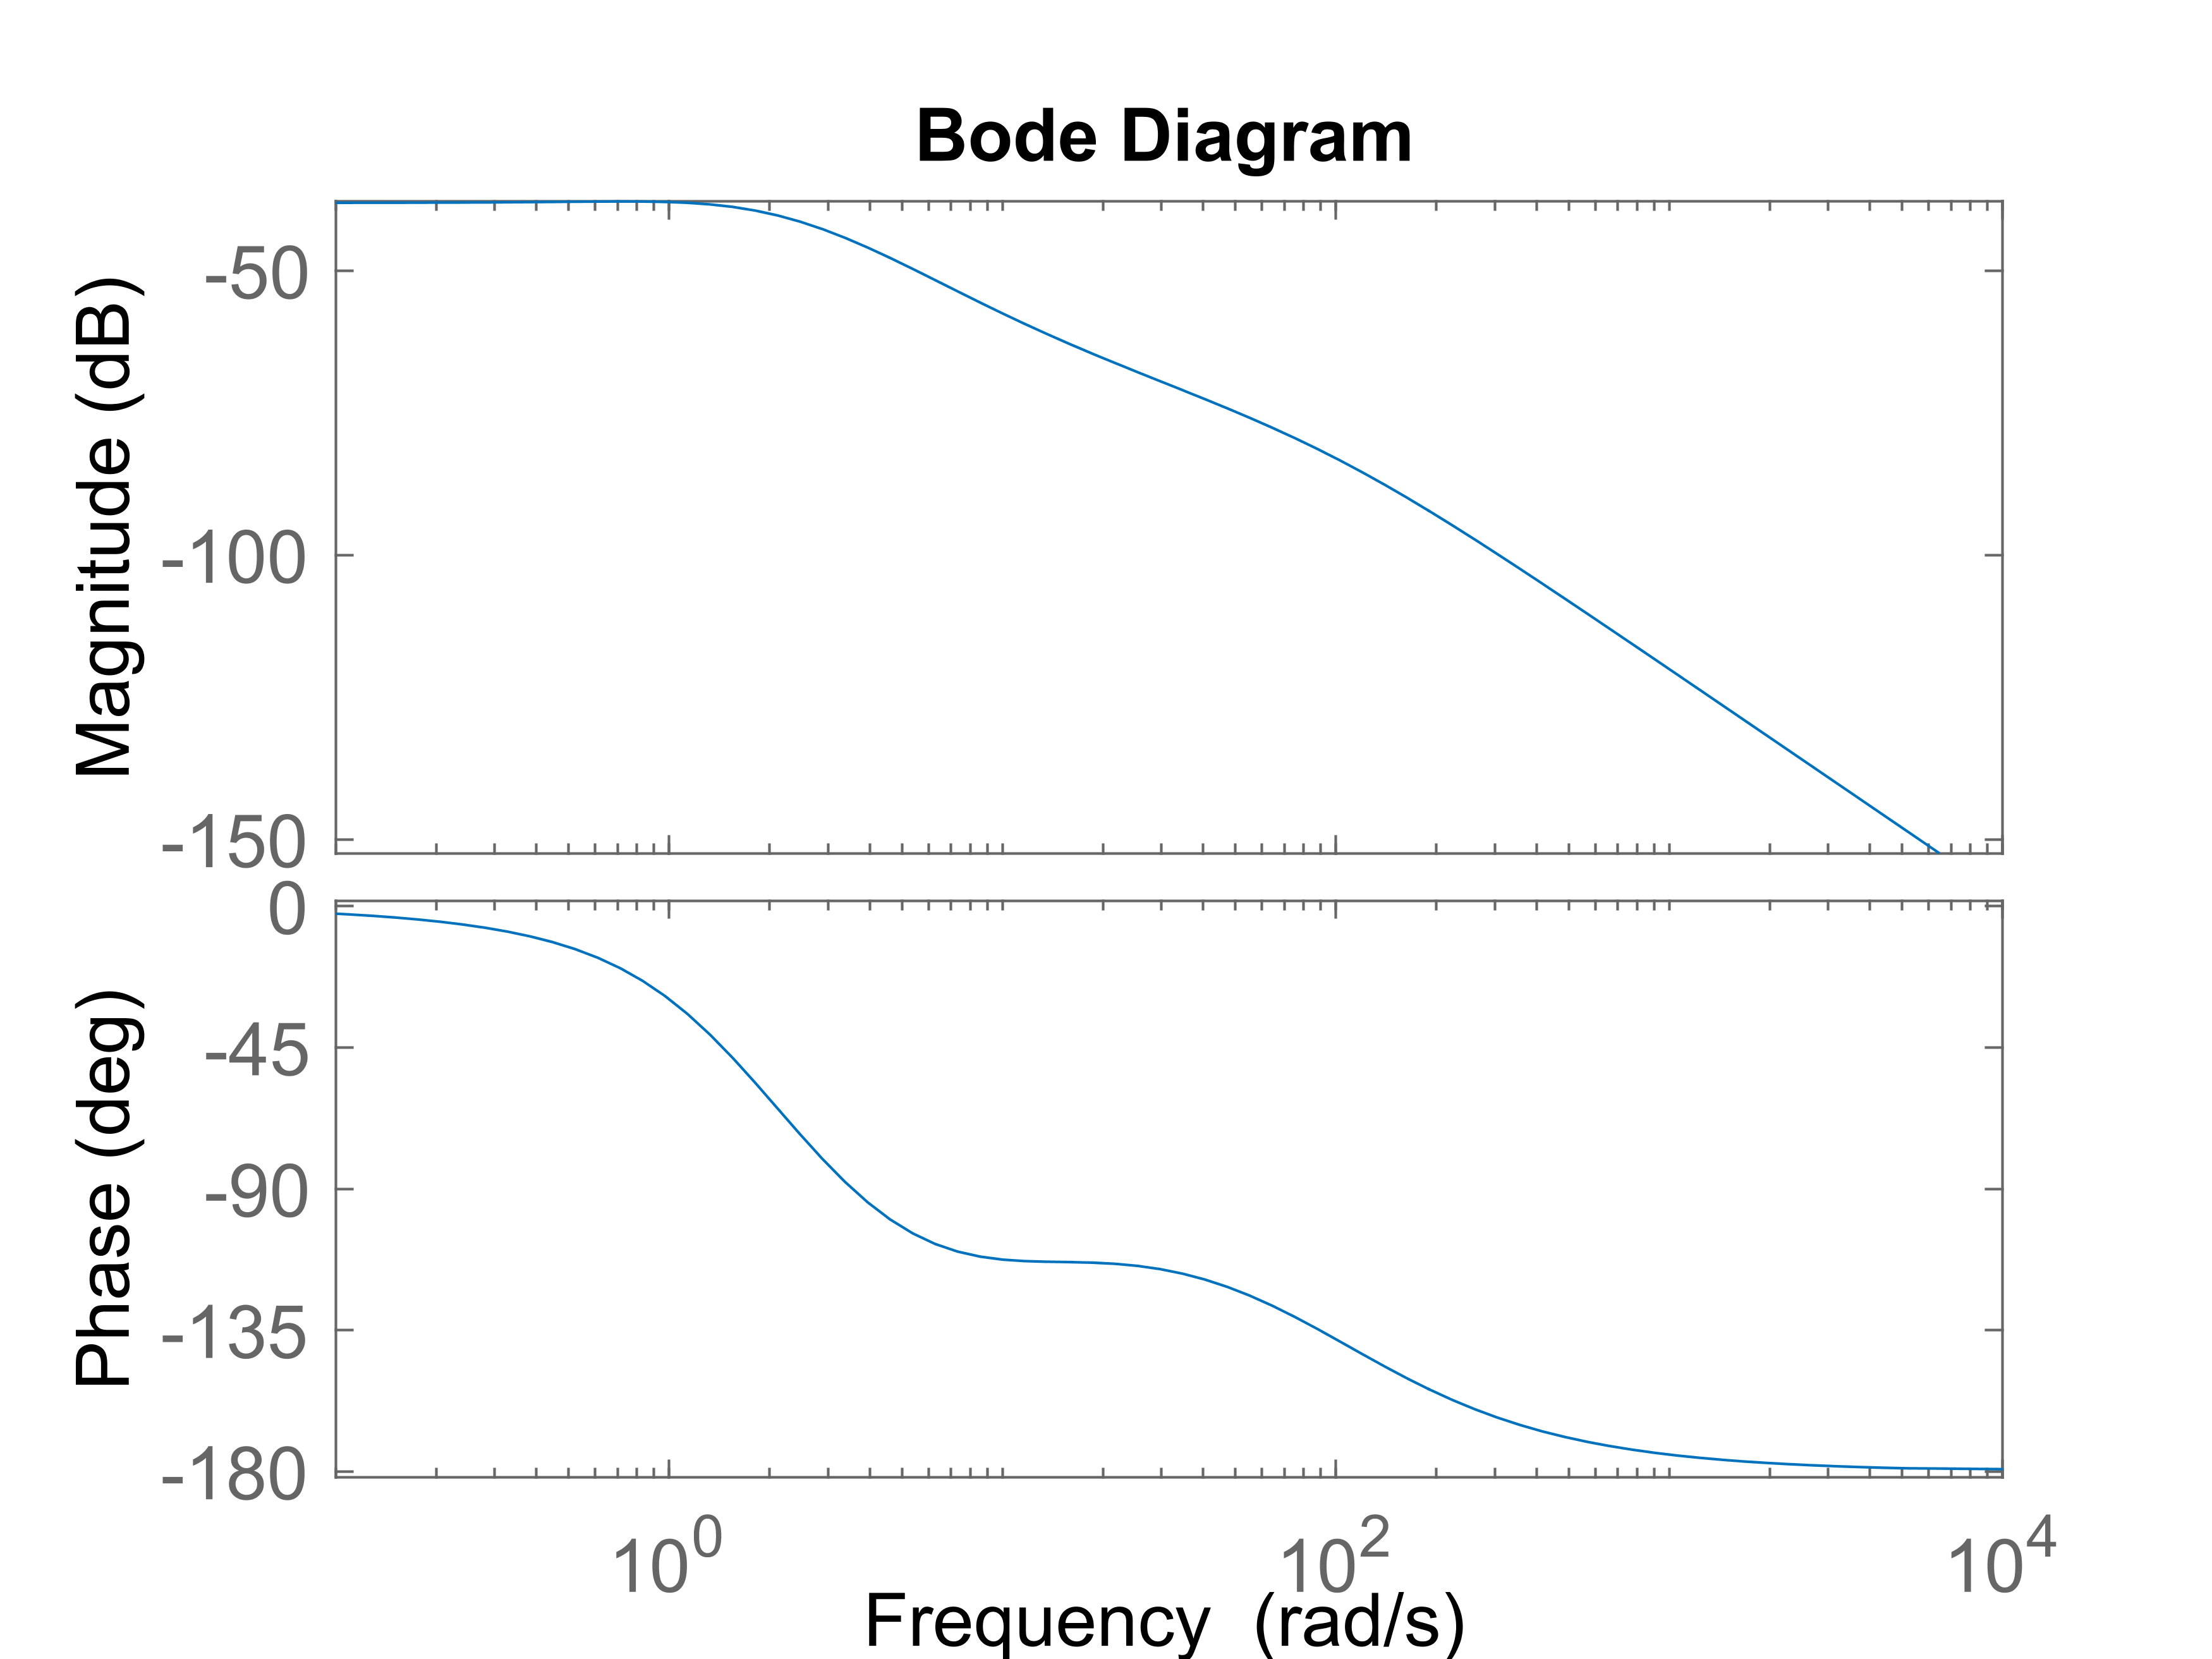 Bode Diagram
Magnitude (dB)
-50
-100
-150
Phase (deg)
0
-45
-90
-135
-180
10^0
10^2
10^4
Frequency (rad/s)